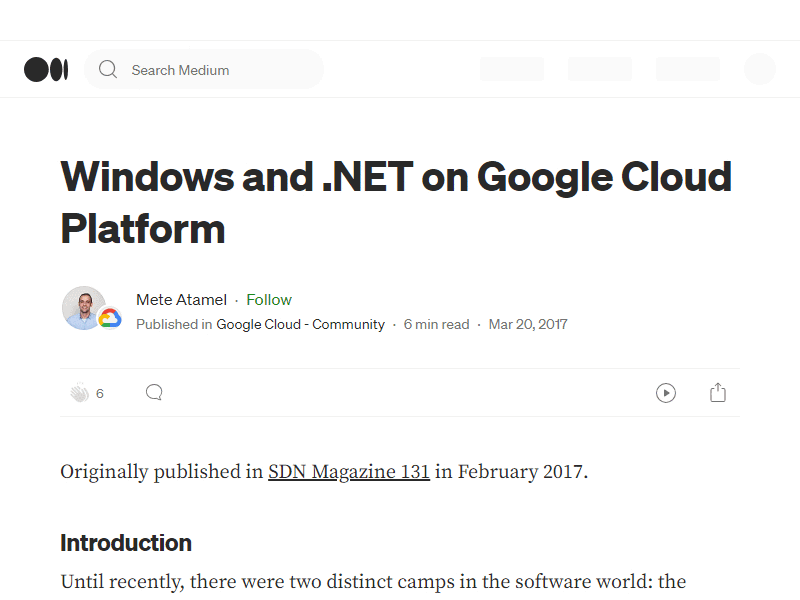 Search Medium
Windows and .NET on Google Cloud
Platform
Mete Atamel · Follow
Published in Google Cloud - Community · 6 min read · Mar 20, 2017
6
Originally published in SDN Magazine 131 in February 2017.
Introduction
Until recently, there were two distinct camps in the software world: the